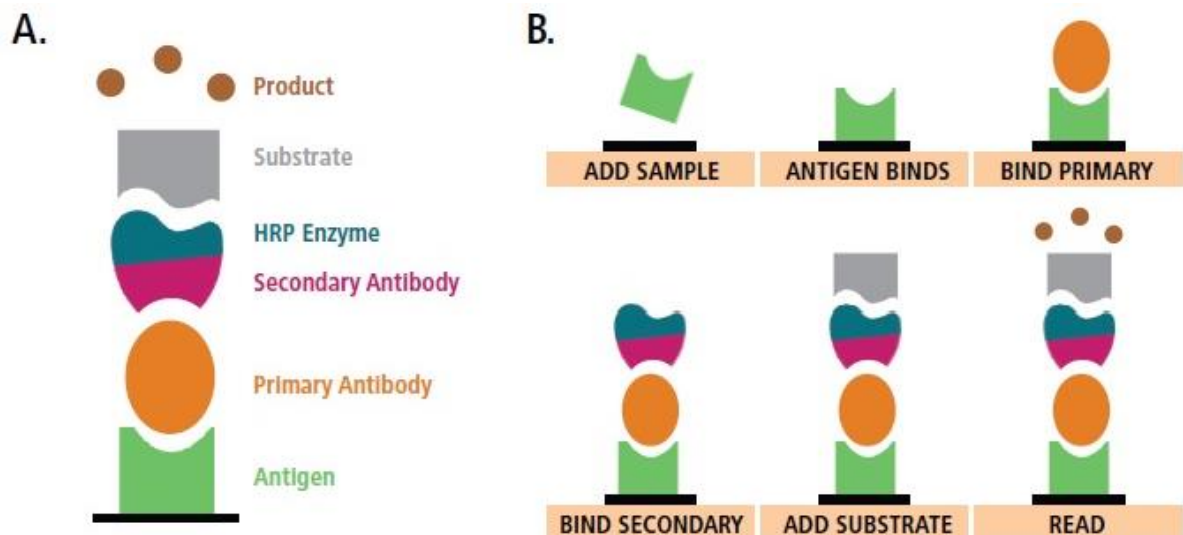 A.
Product
Substrate
HRP Enzyme
Secondary Antibody
Primary Antibody
Antigen
B.
ADD SAMPLE
ANTIGEN BINDS
BIND PRIMARY
BIND SECONDARY
ADD SUBSTRATE
READ